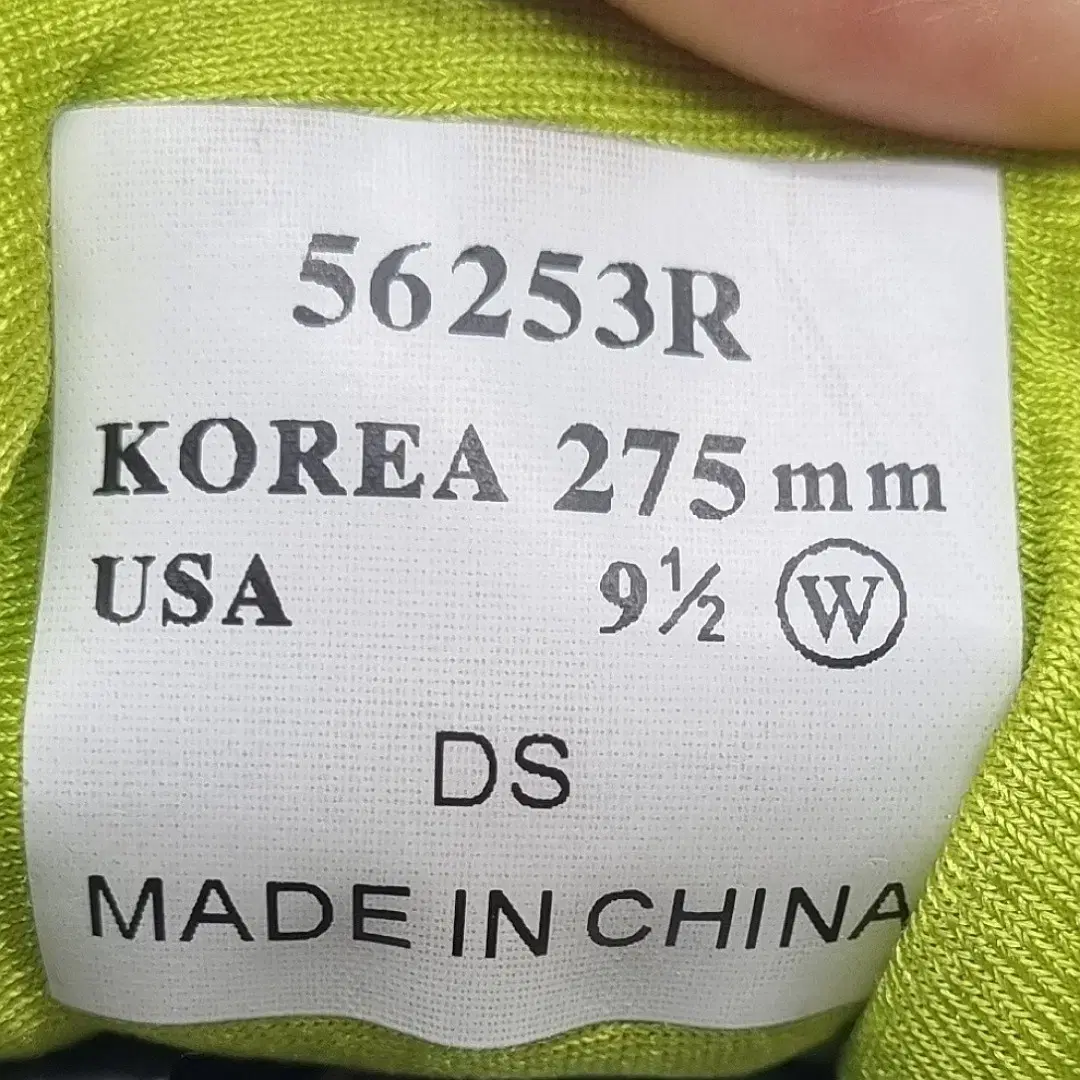 56253R
KOREA 275 mm
USA 9½ Ⓦ
DS
MADE IN CHINA